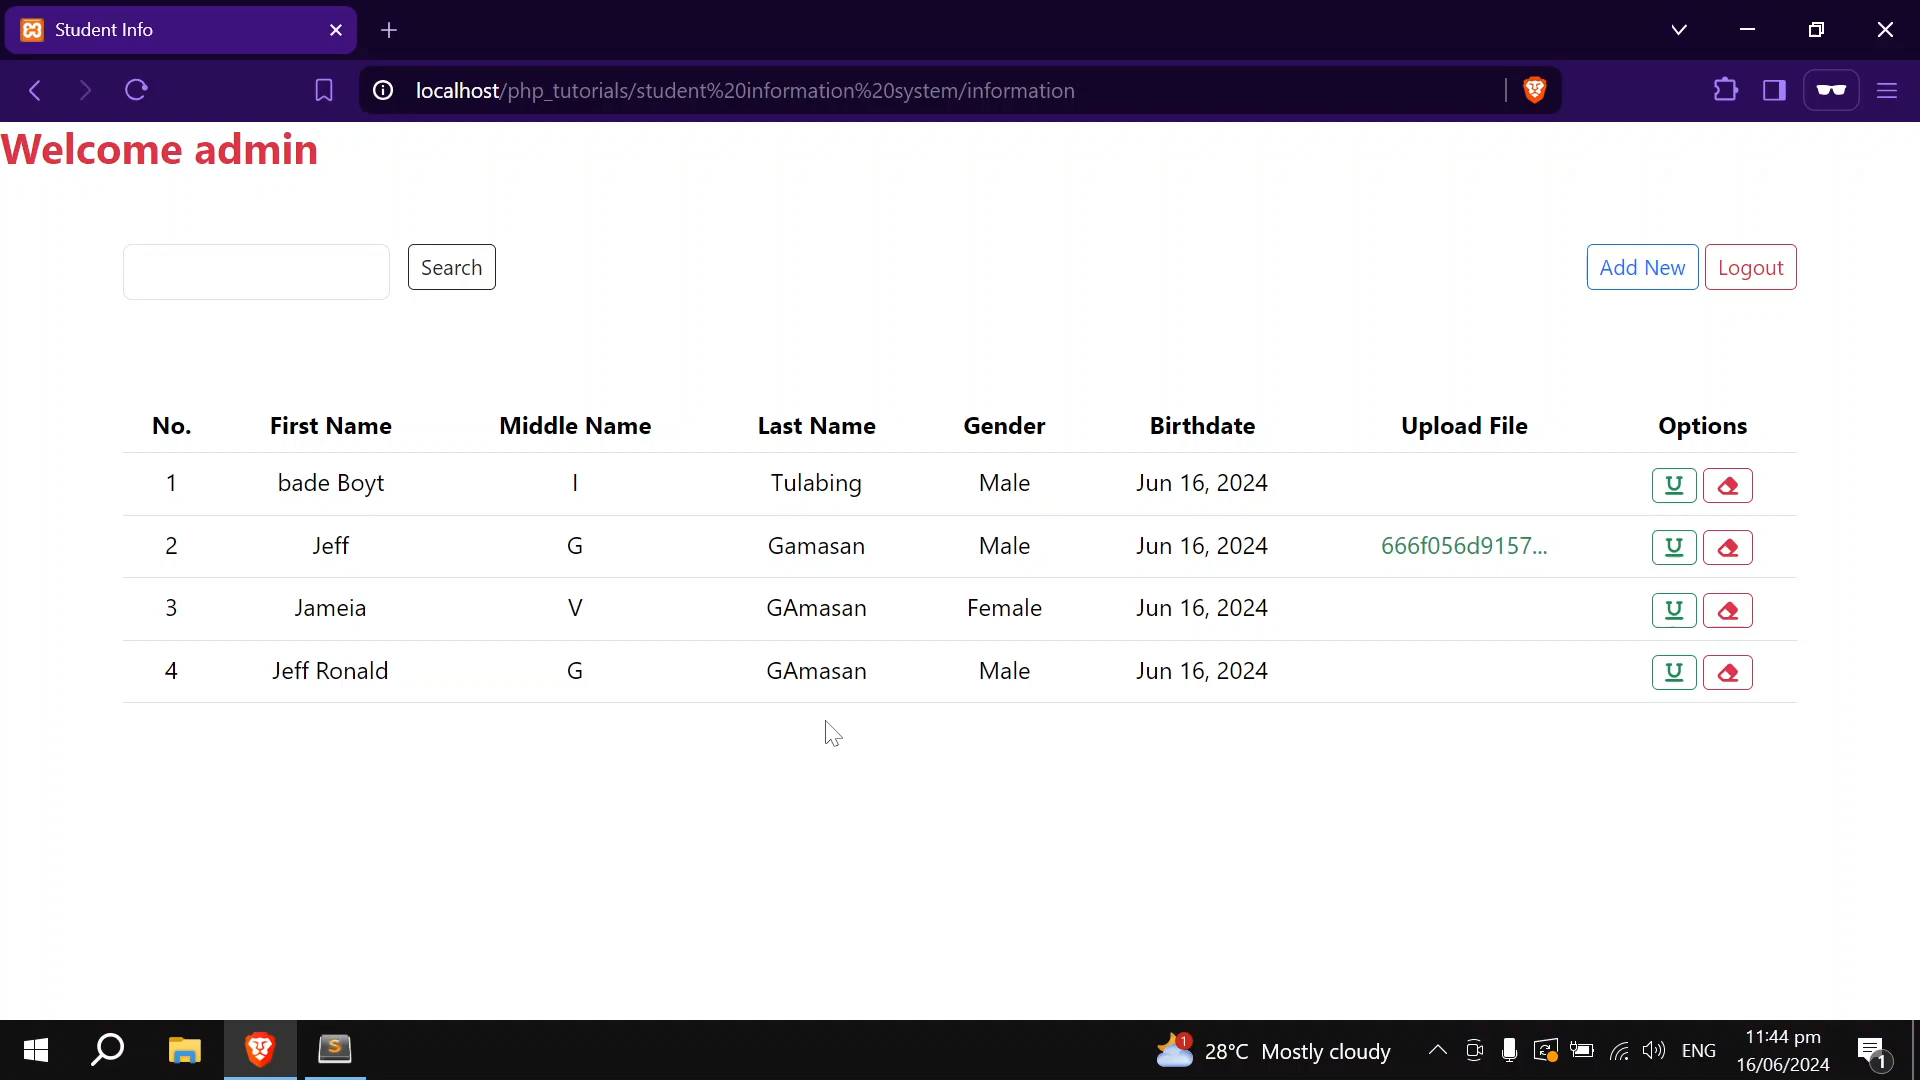 Student Info
localhost/php_tutorials/student%20information%20system/information
Welcome admin
Search
Add New
Logout
No. First Name Middle Name Last Name Gender Birthdate Upload File Options
1 bade Boyt I Tulabing Male Jun 16, 2024
2 Jeff G Gamasan Male Jun 16, 2024 666f056d9157...
3 Jameia V GAmasan Female Jun 16, 2024
4 Jeff Ronald G GAmasan Male Jun 16, 2024
1 28°C Mostly cloudy ENG 11:44 pm
16/06/2024 1